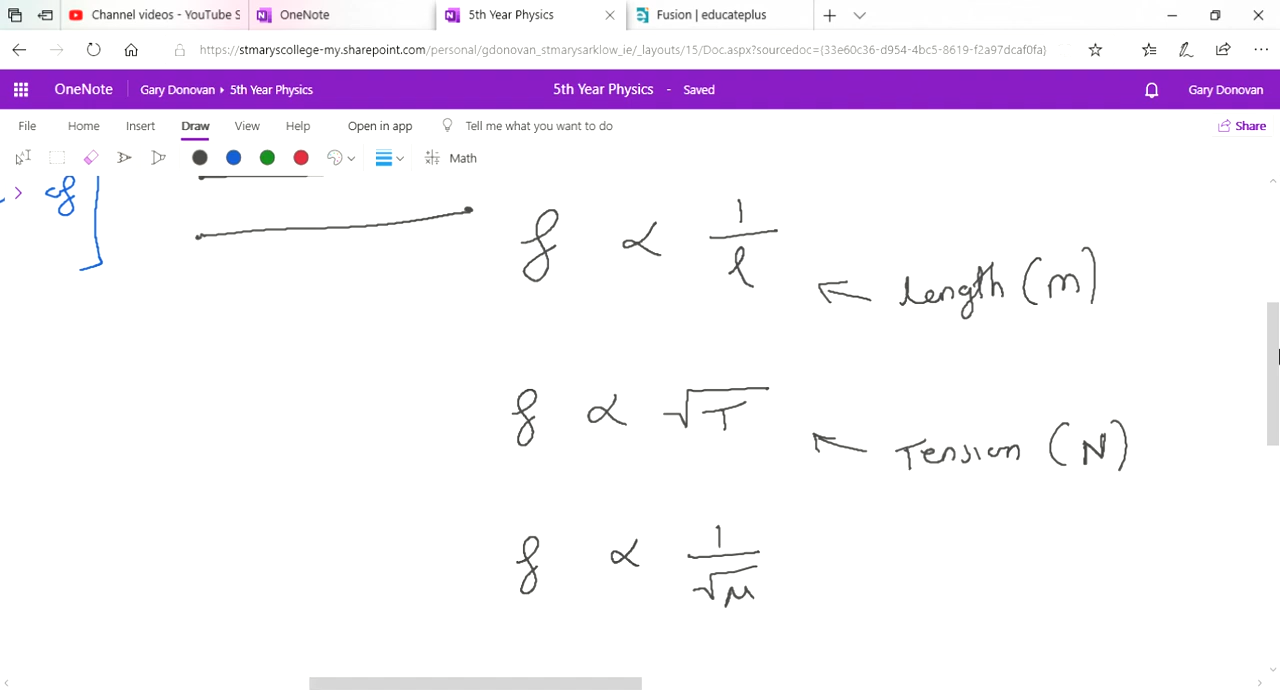 Channel videos - YouTube S
OneNote
5th Year Physics
Fusion | educateplus
https://stmaryscollege-my.sharepoint.com/personal/gdonovan_stmarysarklow_ie/_layouts/15/Doc.aspx?sourcedoc={33e60c36-d954-4bc5-8619-f2a97dcaf0fa}
OneNote
Gary Donovan › 5th Year Physics
5th Year Physics - Saved
Gary Donovan
File Home Insert Draw View Help Open in app Tell me what you want to do
Share
Math
f ∝ 1/l ← length (m)
f ∝ √T ← Tension (N)
f ∝ 1/√μ